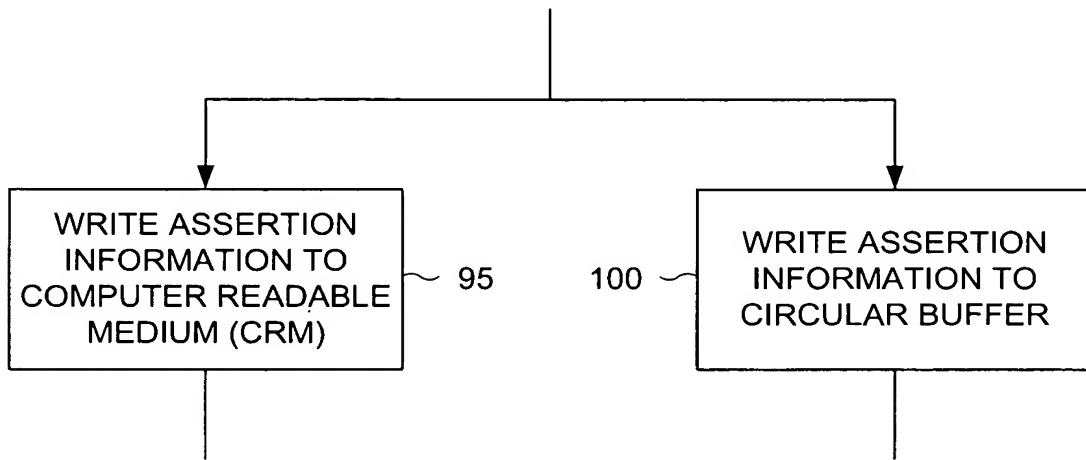 WRITE ASSERTION
INFORMATION TO
COMPUTER READABLE
MEDIUM (CRM)
95
100
WRITE ASSERTION
INFORMATION TO
CIRCULAR BUFFER